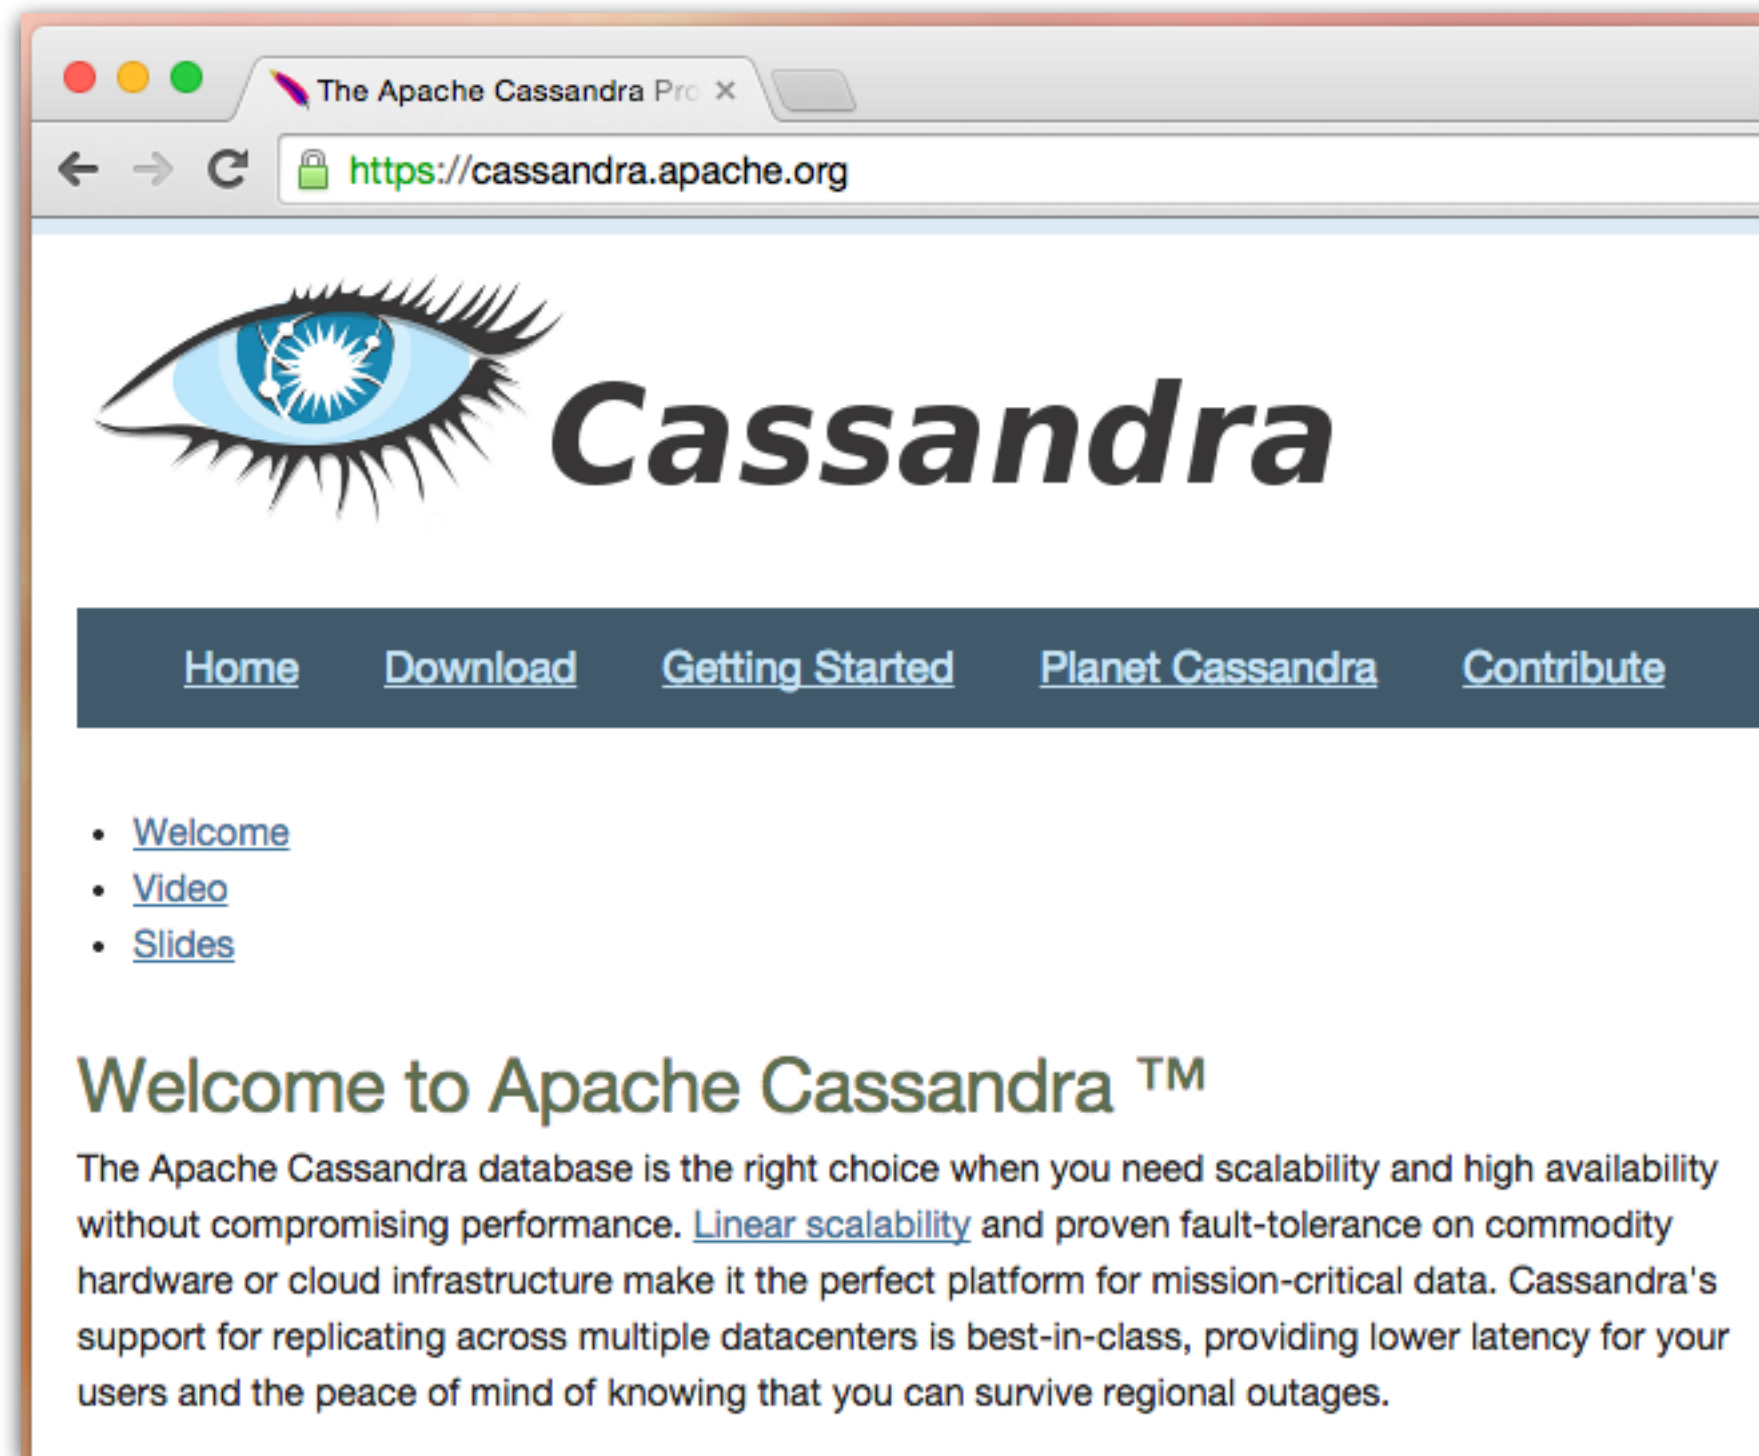 The Apache Cassandra Pro
https://cassandra.apache.org
Cassandra
Home Download Getting Started Planet Cassandra Contribute
Welcome
Video
Slides
Welcome to Apache Cassandra ™
The Apache Cassandra database is the right choice when you need scalability and high availability
without compromising performance. Linear scalability and proven fault-tolerance on commodity
hardware or cloud infrastructure make it the perfect platform for mission-critical data. Cassandra's
support for replicating across multiple datacenters is best-in-class, providing lower latency for your
users and the peace of mind of knowing that you can survive regional outages.